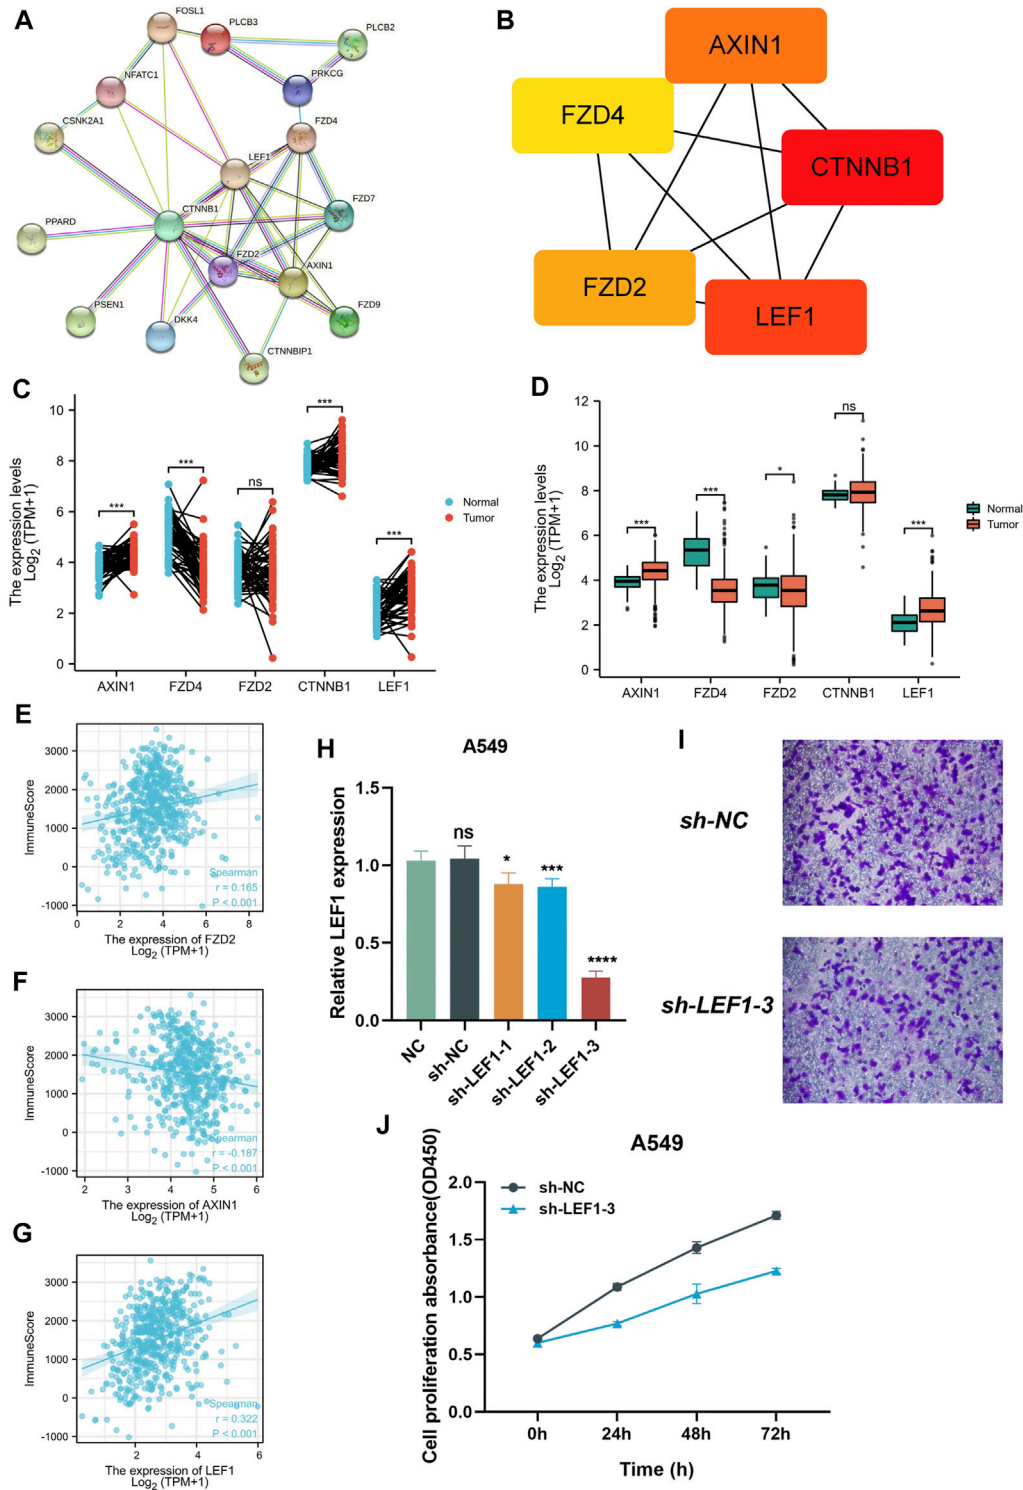 A
FOSL1
PLCB3
PLCB2
NFATC1
PRKCG
CSNK2A1
FZD4
LEF1
CTNNB1
FZD7
PPARD
FZD2
AXIN1
PSEN1
DKK4
FZD9
CTNNBIP1
B
AXIN1
FZD4
CTNNB1
FZD2
LEF1
C
The expression levels
Log2 (TPM+1)
10
8
6
4
2
0
***
***
ns
***
***
Normal
Tumor
AXIN1
FZD4
FZD2
CTNNB1
LEF1
D
The expression levels
Log2 (TPM+1)
12
10
8
6
4
2
0
***
***
*
ns
***
Normal
Tumor
AXIN1
FZD4
FZD2
CTNNB1
LEF1
E
ImmuneScore
3000
2000
1000
0
-1000
Spearman
r = 0.165
P < 0.001
0 2 4 6 8
The expression of FZD2
Log2 (TPM+1)
F
ImmuneScore
3000
2000
1000
0
-1000
Spearman
r = -0.187
P < 0.001
2 3 4 5 6
The expression of AXIN1
Log2 (TPM+1)
G
ImmuneScore
3000
2000
1000
0
-1000
Spearman
r = 0.322
P < 0.001
2 4 6
The expression of LEF1
Log2 (TPM+1)
H
A549
Relative LEF1 expression
1.5
1.0
0.5
0.0
ns
*
***
****
NC
sh-NC
sh-LEF1-1
sh-LEF1-2
sh-LEF1-3
I
sh-NC
sh-LEF1-3
J
A549
Cell proliferation absorbance(OD450)
2.0
1.5
1.0
0.5
0.0
sh-NC
sh-LEF1-3
0h 24h 48h 72h
Time (h)